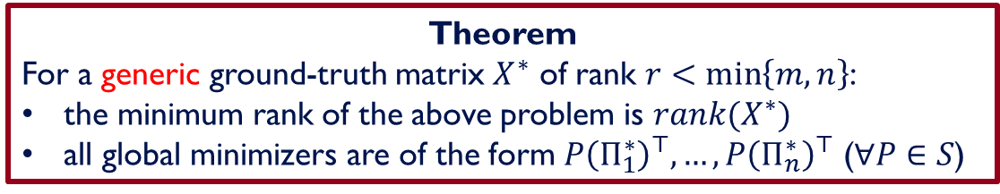 Theorem
For a generic ground-truth matrix $X^*$ of rank $r < \min\{m, n\}$:
• the minimum rank of the above problem is $rank(X^*)$
• all global minimizers are of the form $P(\Pi_1^*)^\top, \ldots, P(\Pi_n^*)^\top$ $(\forall P \in S)$